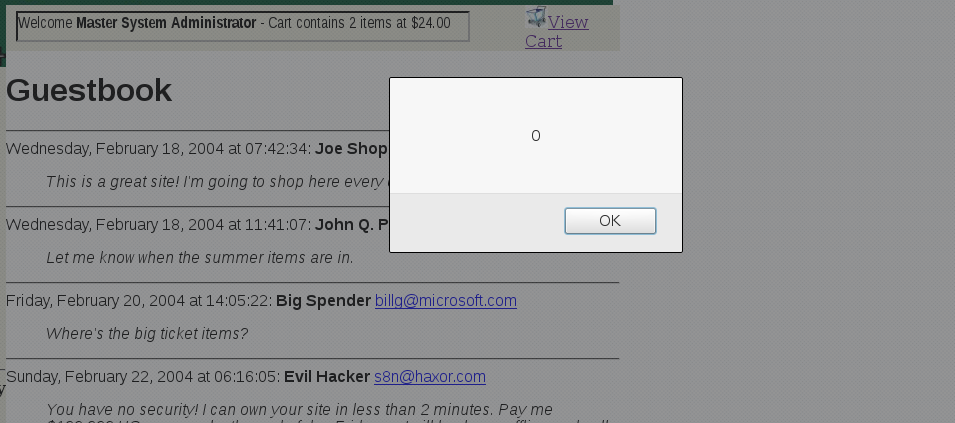 Welcome Master System Administrator - Cart contains 2 items at $24.00
View
Cart
Guestbook
Wednesday, February 18, 2004 at 07:42:34: Joe Shop
This is a great site! I'm going to shop here every
0
OK
Wednesday, February 18, 2004 at 11:41:07: John Q. P
Let me know when the summer items are in.
Friday, February 20, 2004 at 14:05:22: Big Spender billg@microsoft.com
Where's the big ticket items?
Sunday, February 22, 2004 at 06:16:05: Evil Hacker s8n@haxor.com
You have no security! I can own your site in less than 2 minutes. Pay me